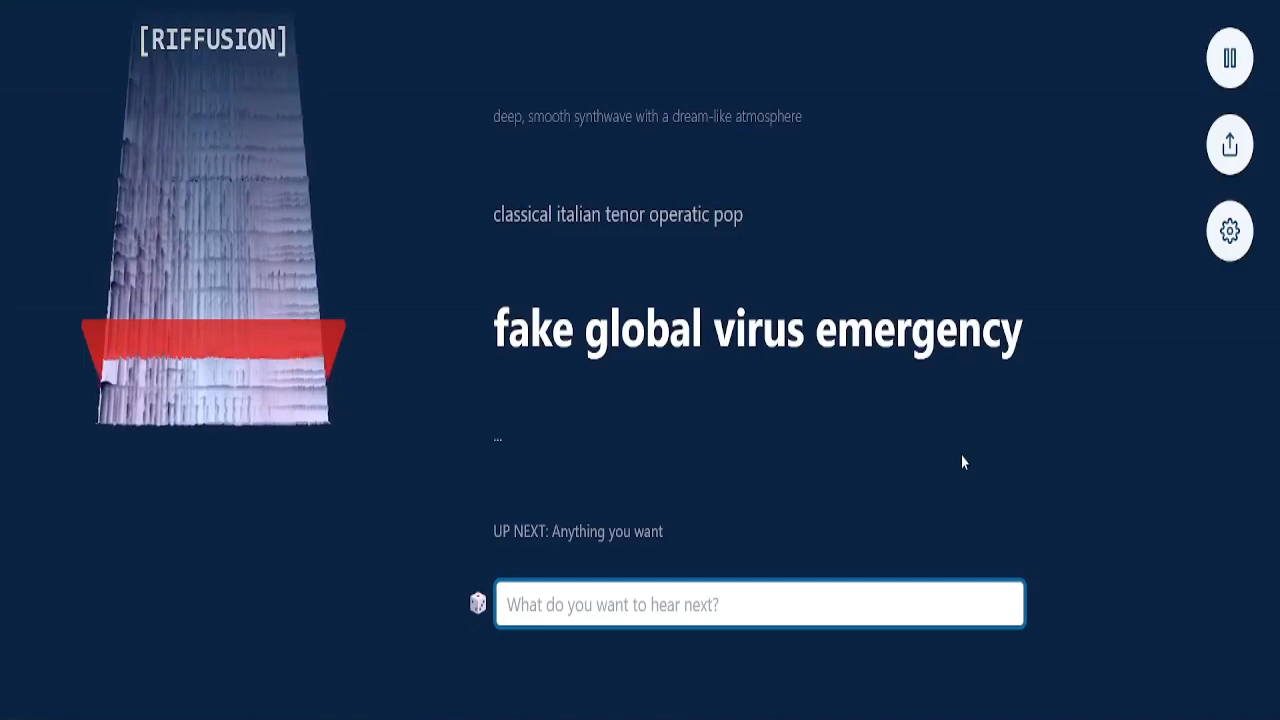 [RIFFUSION]
deep, smooth synthwave with a dream-like atmosphere
classical italian tenor operatic pop
fake global virus emergency
...
UP NEXT: Anything you want
What do you want to hear next?